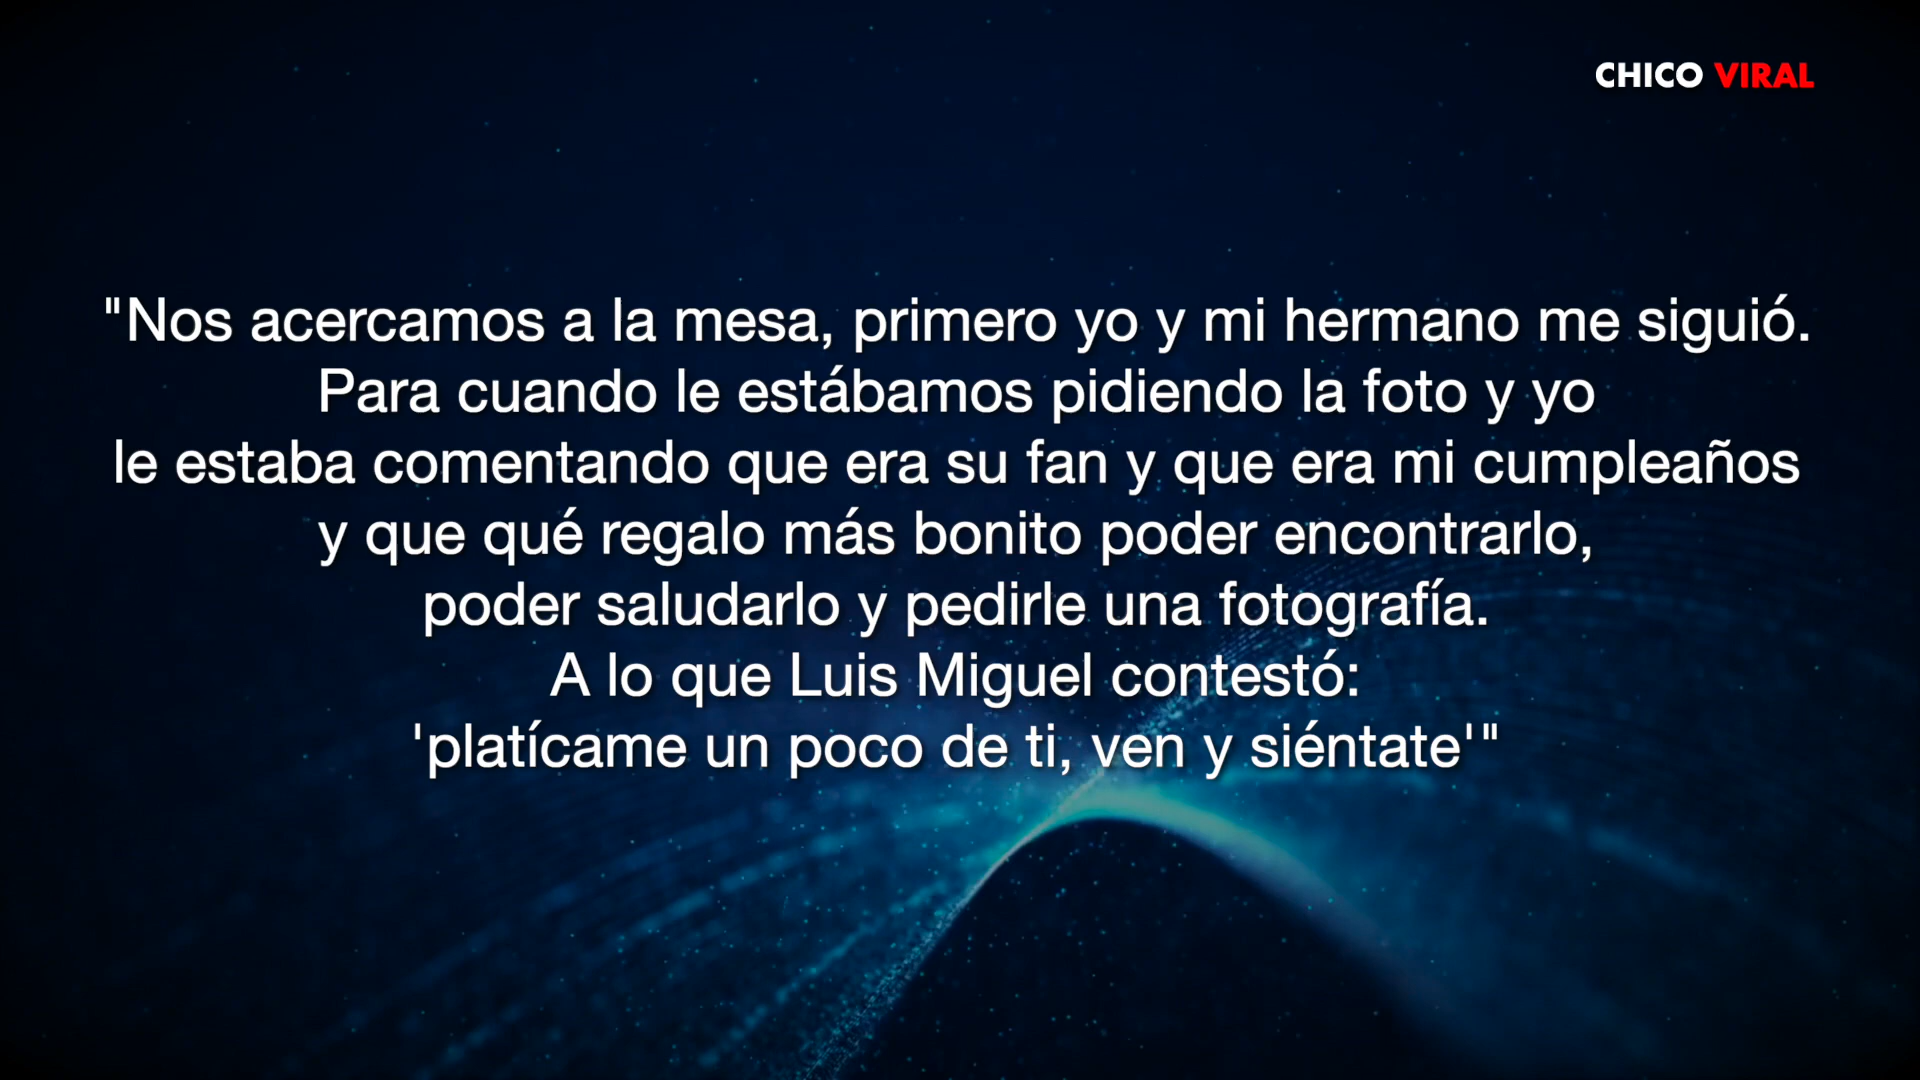 CHICO VIRAL
"Nos acercamos a la mesa, primero yo y mi hermano me siguió.
Para cuando le estábamos pidiendo la foto y yo
le estaba comentando que era su fan y que era mi cumpleaños
y que qué regalo más bonito poder encontrarlo,
poder saludarlo y pedirle una fotografía.
A lo que Luis Miguel contestó:
'platícame un poco de ti, ven y siéntate'"